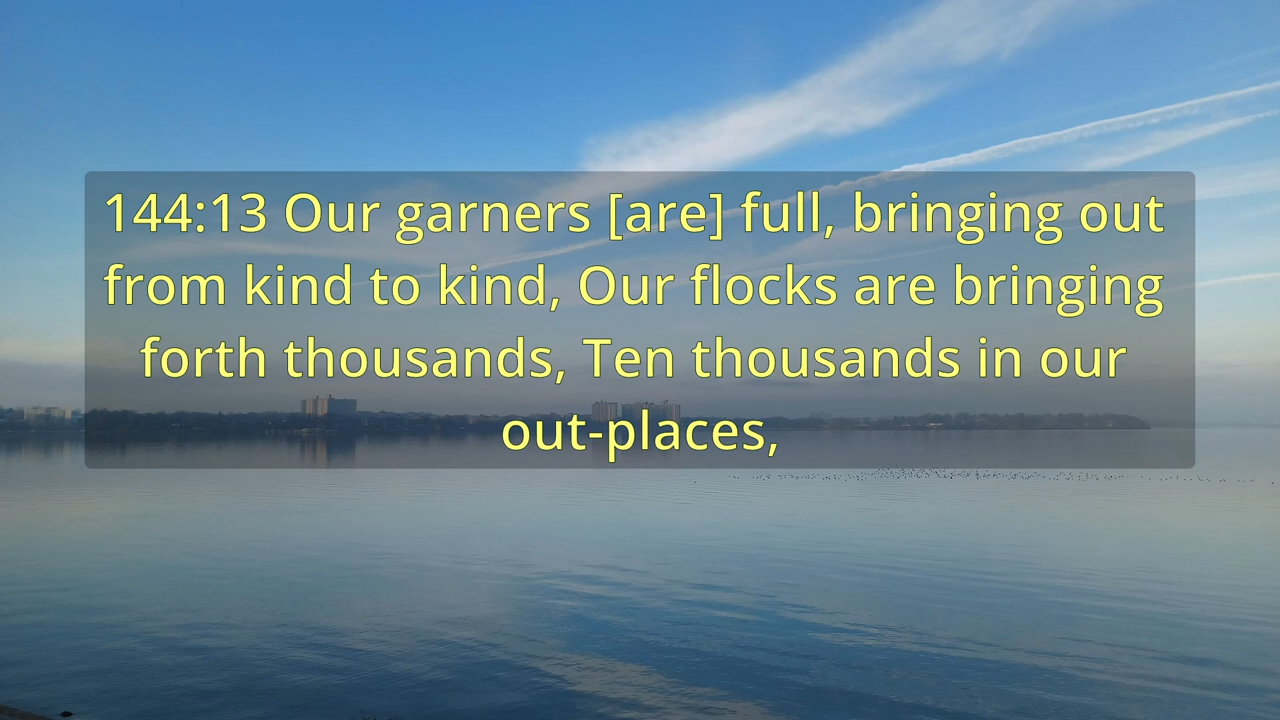 144:13 Our garners [are] full, bringing out
from kind to kind, Our flocks are bringing
forth thousands, Ten thousands in our
out-places,